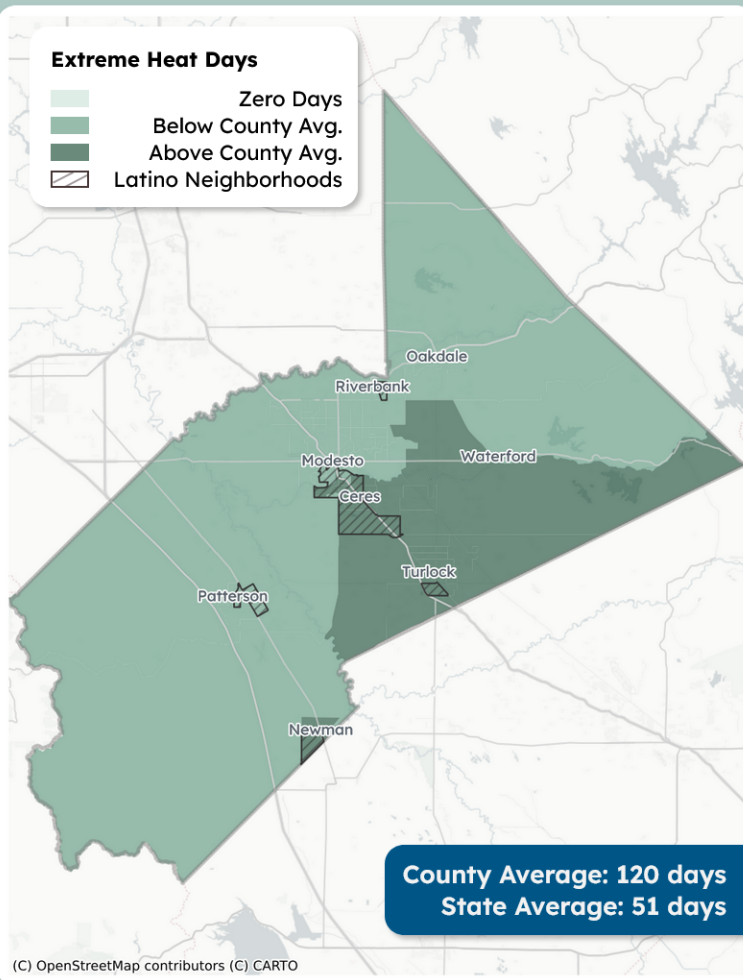 Extreme Heat Days
Zero Days
Below County Avg.
Above County Avg.
Latino Neighborhoods
Oakdale
Riverbank
Modesto
Waterford
Ceres
Turlock
Patterson
Newman
County Average: 120 days
State Average: 51 days
(C) OpenStreetMap contributors (C) CARTO